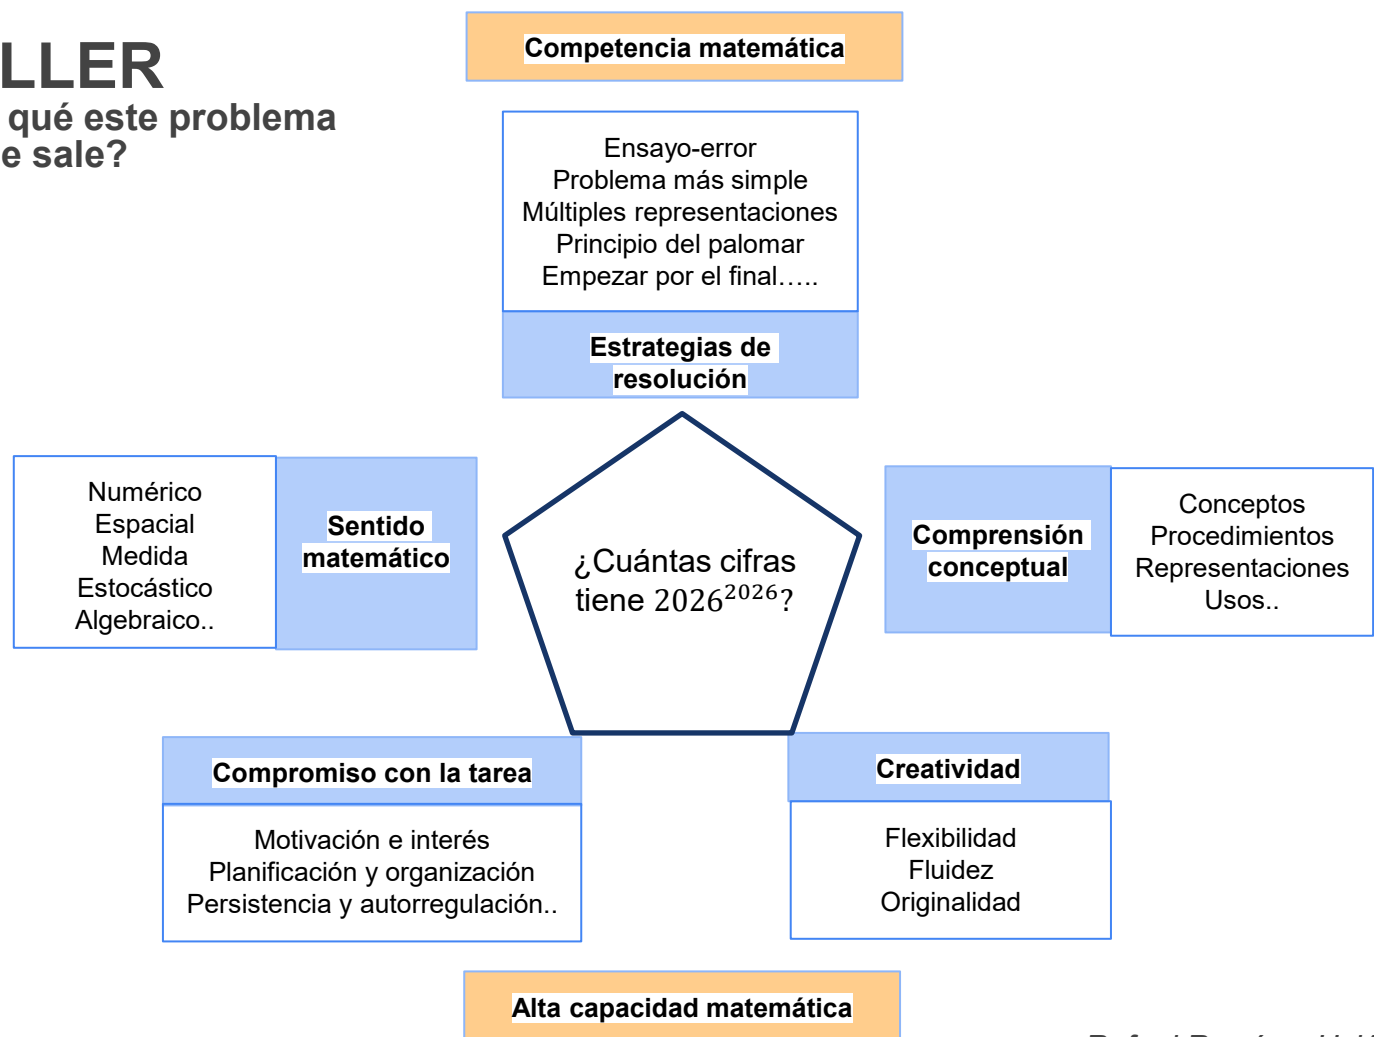 LLER
qué este problema
e sale?
Competencia matemática
Ensayo-error
Problema más simple
Múltiples representaciones
Principio del palomar
Empezar por el final…..
Estrategias de
resolución
Numérico
Espacial
Medida
Estocástico
Algebraico..
Sentido
matemático
¿Cuántas cifras
tiene 2026²⁰²⁶?
Comprensión
conceptual
Conceptos
Procedimientos
Representaciones
Usos..
Compromiso con la tarea
Motivación e interés
Planificación y organización
Persistencia y autorregulación..
Creatividad
Flexibilidad
Fluidez
Originalidad
Alta capacidad matemática